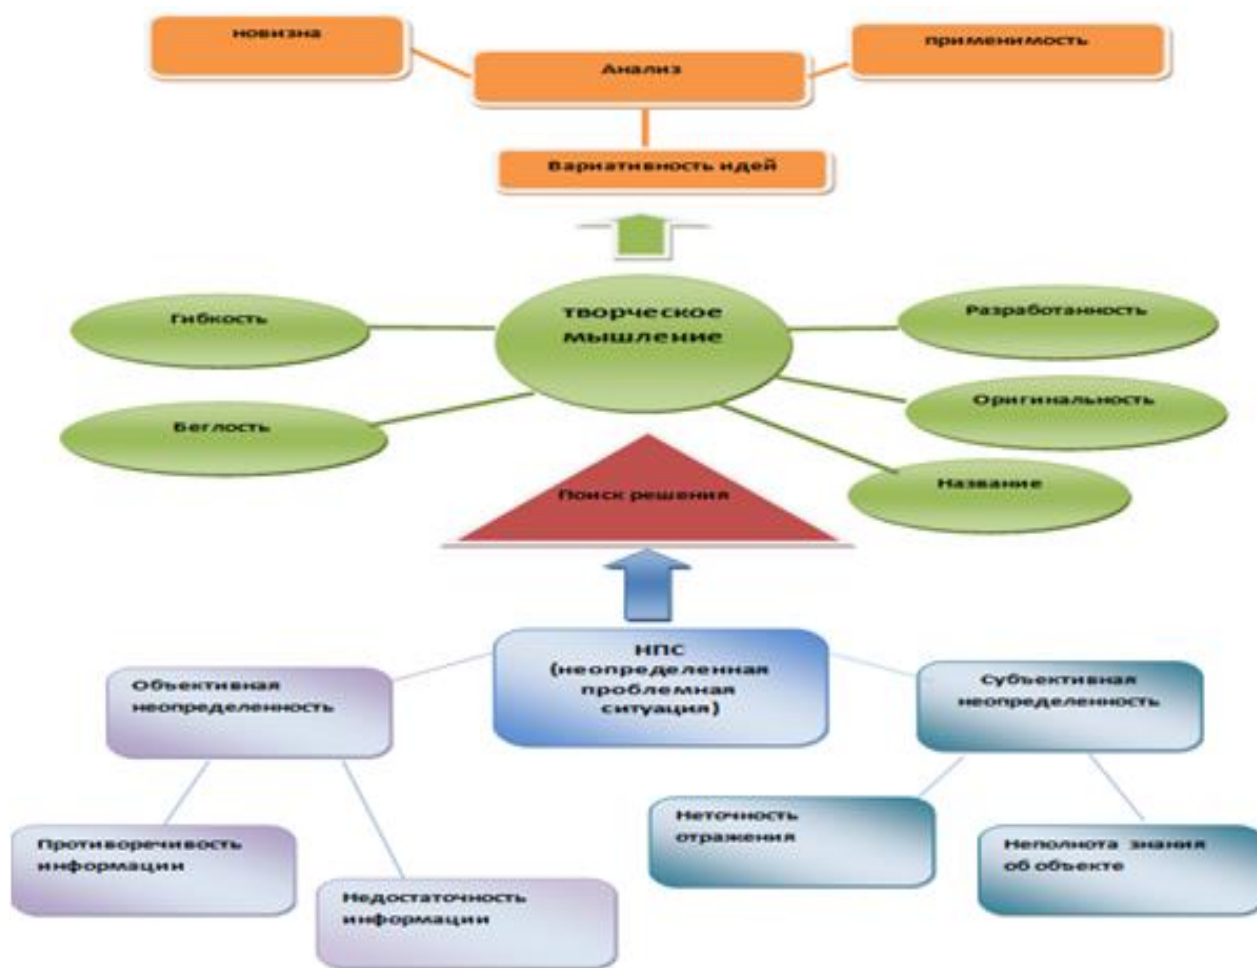 новизна
Анализ
применимость
Вариативность идей
Гибкость
творческое
мышление
Разработанность
Беглость
Оригинальность
Название
Поиск решения
НПС
(неопределенная
проблемная
ситуация)
Объективная
неопределенность
Субъективная
неопределенность
Противоречивость
информации
Недостаточность
информации
Неточность
отражения
Неполнота знания
об объекте